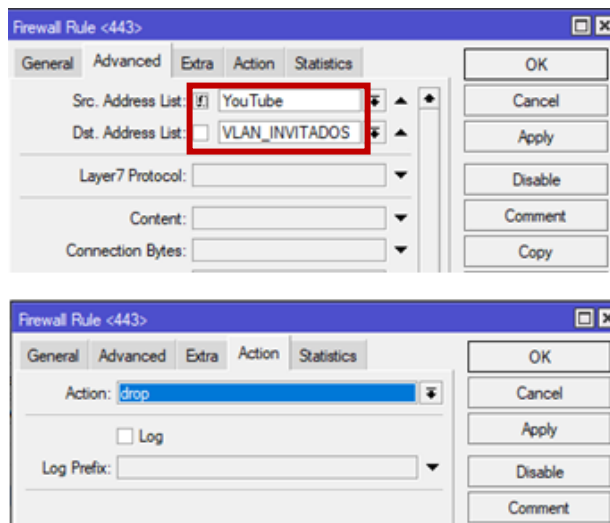 Firewall Rule <443>
General Advanced Extra Action Statistics
OK
Src. Address List: ! YouTube
Cancel
Dst. Address List: VLAN_INVITADOS
Apply
Layer7 Protocol:
Disable
Content:
Comment
Connection Bytes:
Copy
Firewall Rule <443>
General Advanced Extra Action Statistics
OK
Action: drop
Cancel
Log
Apply
Log Prefix:
Disable
Comment